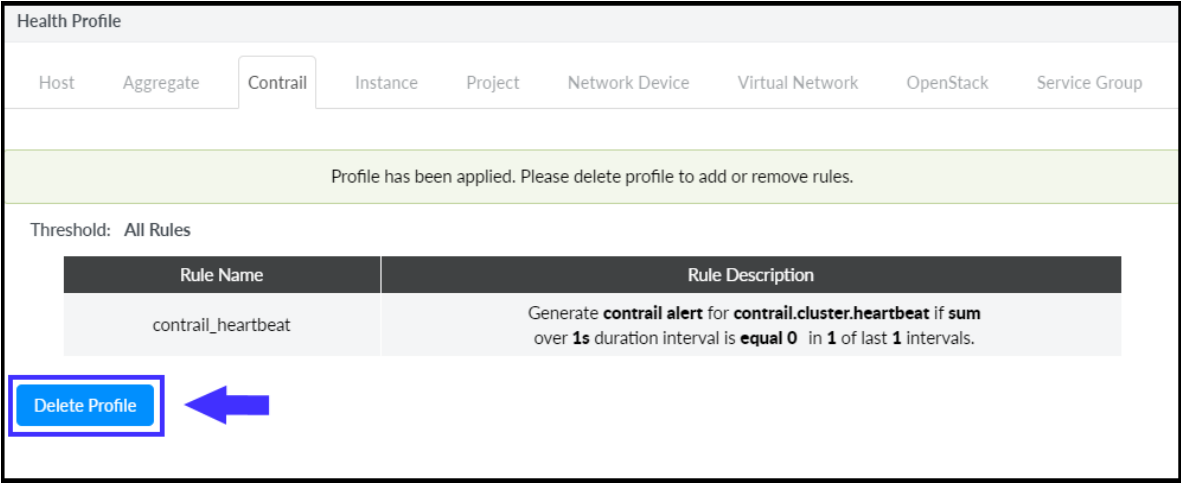 Health Profile
Host Aggregate Contrail Instance Project Network Device Virtual Network OpenStack Service Group
Profile has been applied. Please delete profile to add or remove rules.
Threshold: All Rules
Rule Name Rule Description
contrail_heartbeat
Generate contrail alert for contrail.cluster.heartbeat if sum
over 1s duration interval is equal 0 in 1 of last 1 intervals.
Delete Profile